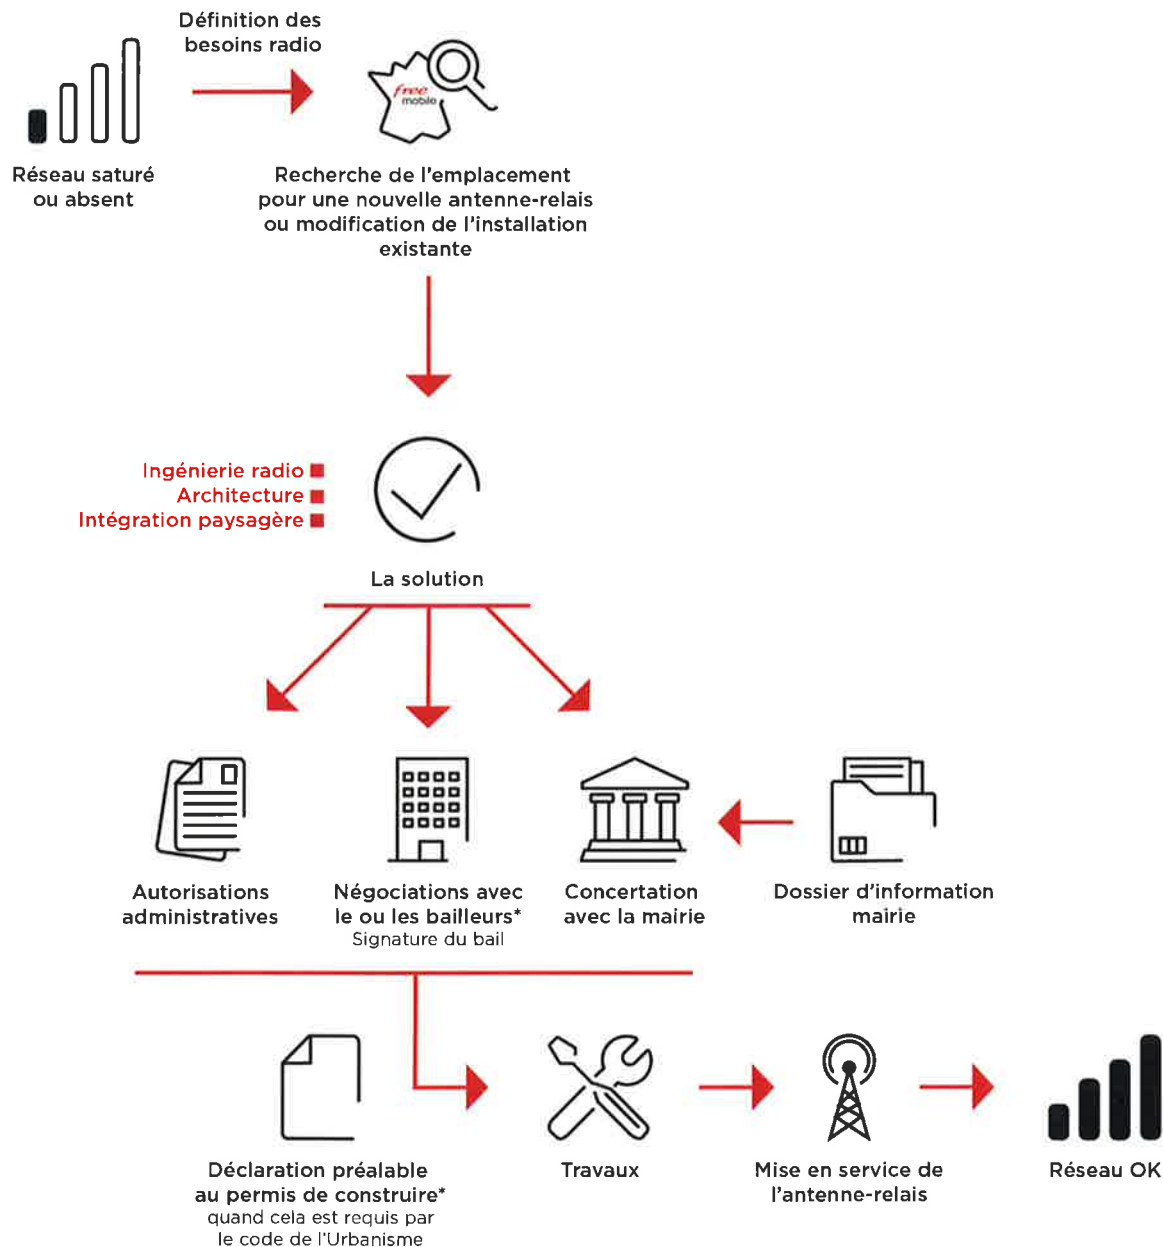 Définition des
besoins radio
free
mobile
Réseau saturé
ou absent
Recherche de l'emplacement
pour une nouvelle antenne-relais
ou modification de l'installation
existante
Ingénierie radio
Architecture
Intégration paysagère
La solution
Autorisations
administratives
Négociations avec
le ou les bailleurs*
Signature du bail
Concertation
avec la mairie
Dossier d'information
mairie
Déclaration préalable
au permis de construire*
quand cela est requis par
le code de l'Urbanisme
Travaux
Mise en service de
l'antenne-relais
Réseau OK